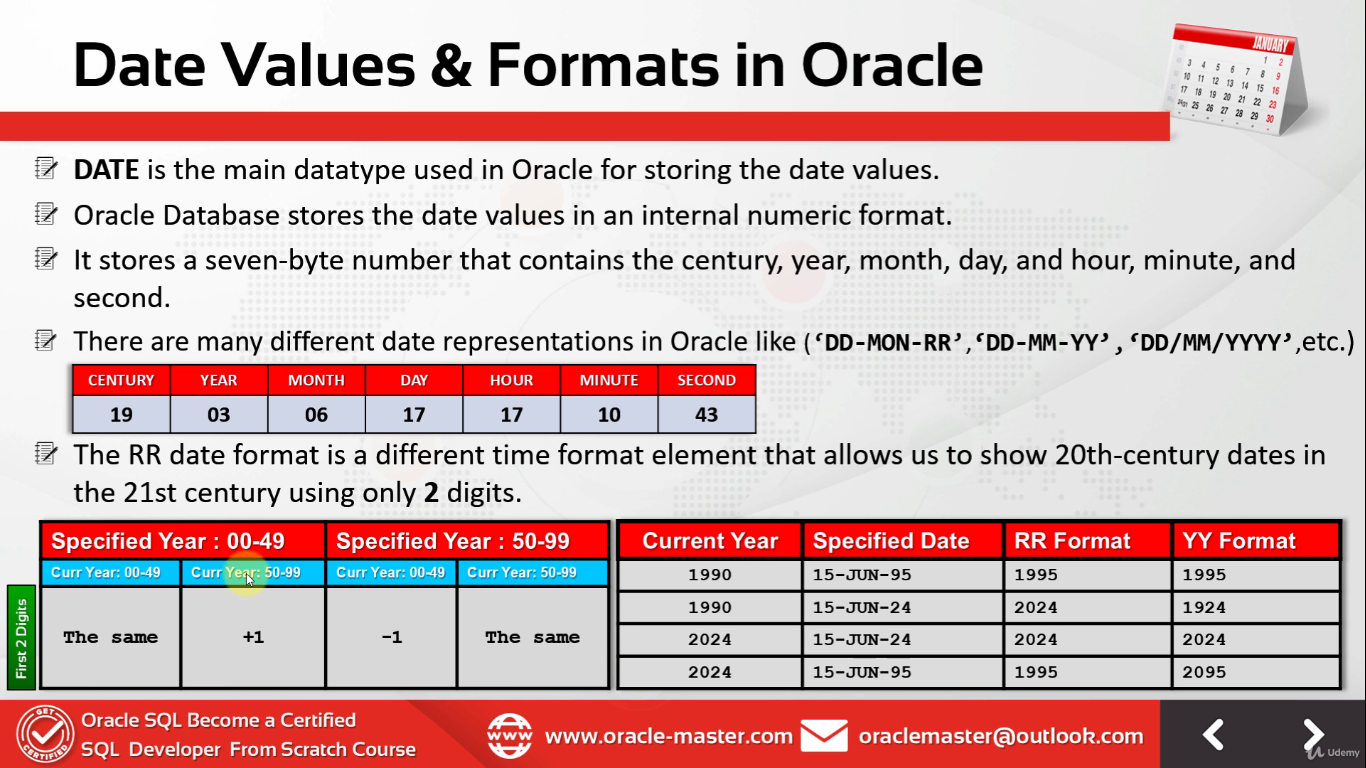 Date Values & Formats in Oracle
JANUARY
DATE is the main datatype used in Oracle for storing the date values.
Oracle Database stores the date values in an internal numeric format.
It stores a seven-byte number that contains the century, year, month, day, and hour, minute, and
second.
There are many different date representations in Oracle like (‘DD-MON-RR’,‘DD-MM-YY’,‘DD/MM/YYYY’,etc.)
CENTURY YEAR MONTH DAY HOUR MINUTE SECOND
19 03 06 17 17 10 43
The RR date format is a different time format element that allows us to show 20th-century dates in
the 21st century using only 2 digits.
Specified Year : 00-49 Specified Year : 50-99
Curr Year: 00-49 Curr Year: 50-99 Curr Year: 00-49 Curr Year: 50-99
First 2 Digits
The same +1 -1 The same
Current Year Specified Date RR Format YY Format
1990 15-JUN-95 1995 1995
1990 15-JUN-24 2024 1924
2024 15-JUN-24 2024 2024
2024 15-JUN-95 1995 2095
GET CERTIFIED
Oracle SQL Become a Certified
SQL Developer From Scratch Course
WWW
www.oracle-master.com
oraclemaster@outlook.com
Udemy